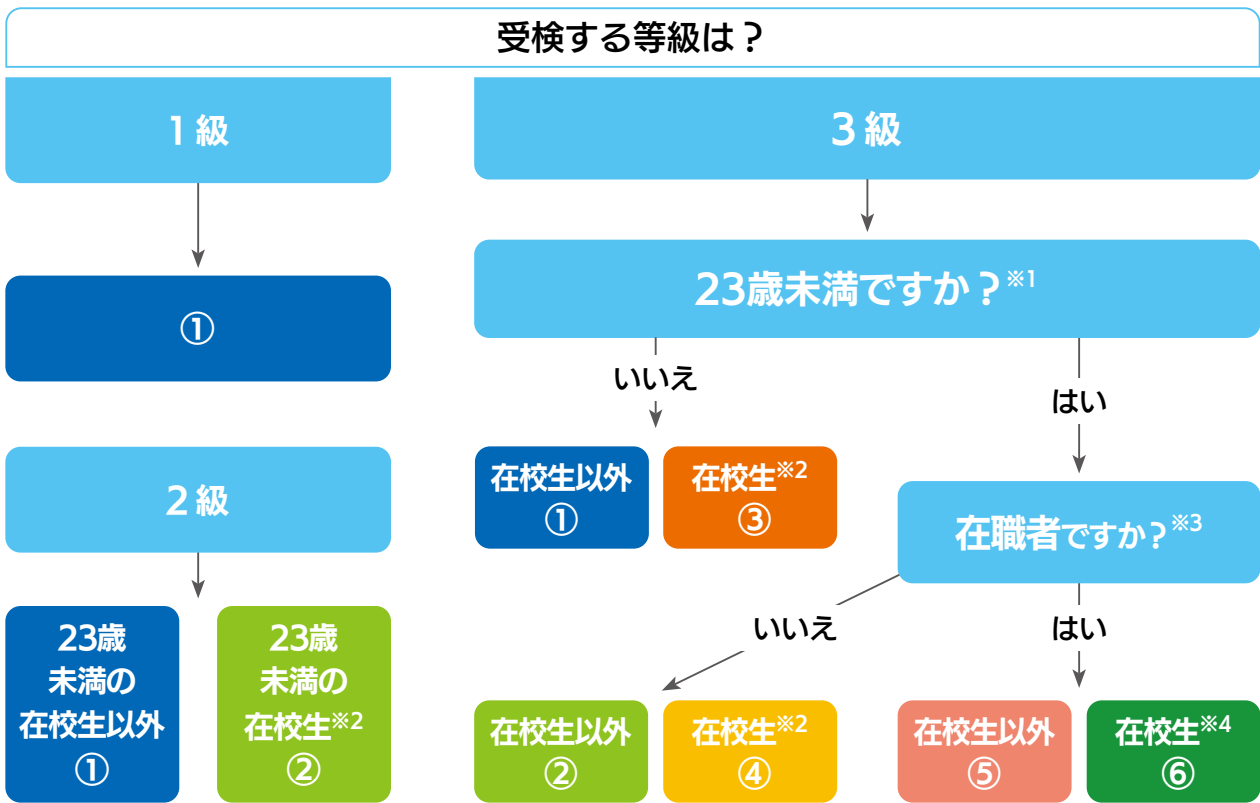 受検する等級は？
1級
①
2級
23歳
未満の
在校生以外
①
23歳
未満の
在校生※2
②
3級
23歳未満ですか？※1
いいえ
はい
在校生以外
①
在校生※2
③
在職者ですか？※3
いいえ
はい
在校生以外
②
在校生※2
④
在校生以外
⑤
在校生※4
⑥